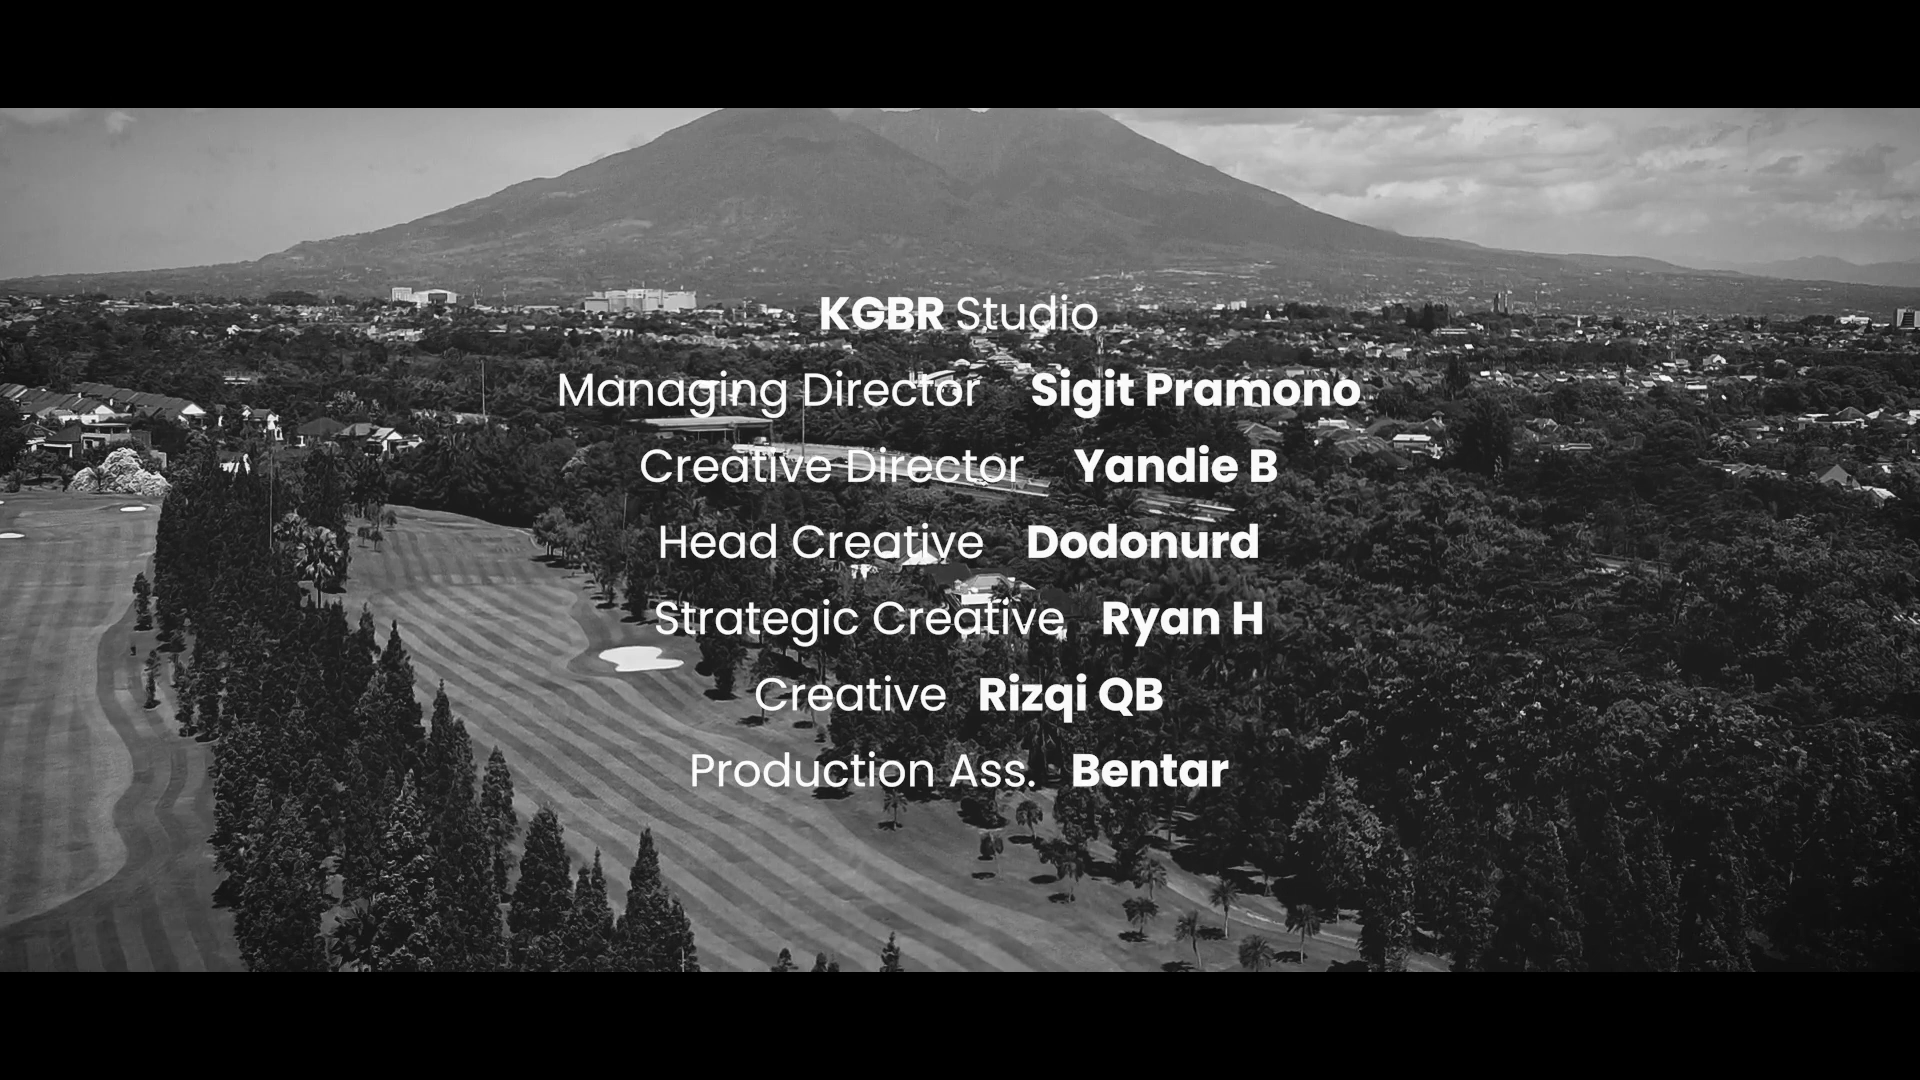 KGBR Studio
Managing Director Sigit Pramono
Creative Director Yandie B
Head Creative Dodonurd
Strategic Creative Ryan H
Creative Rizqi QB
Production Ass. Bentar